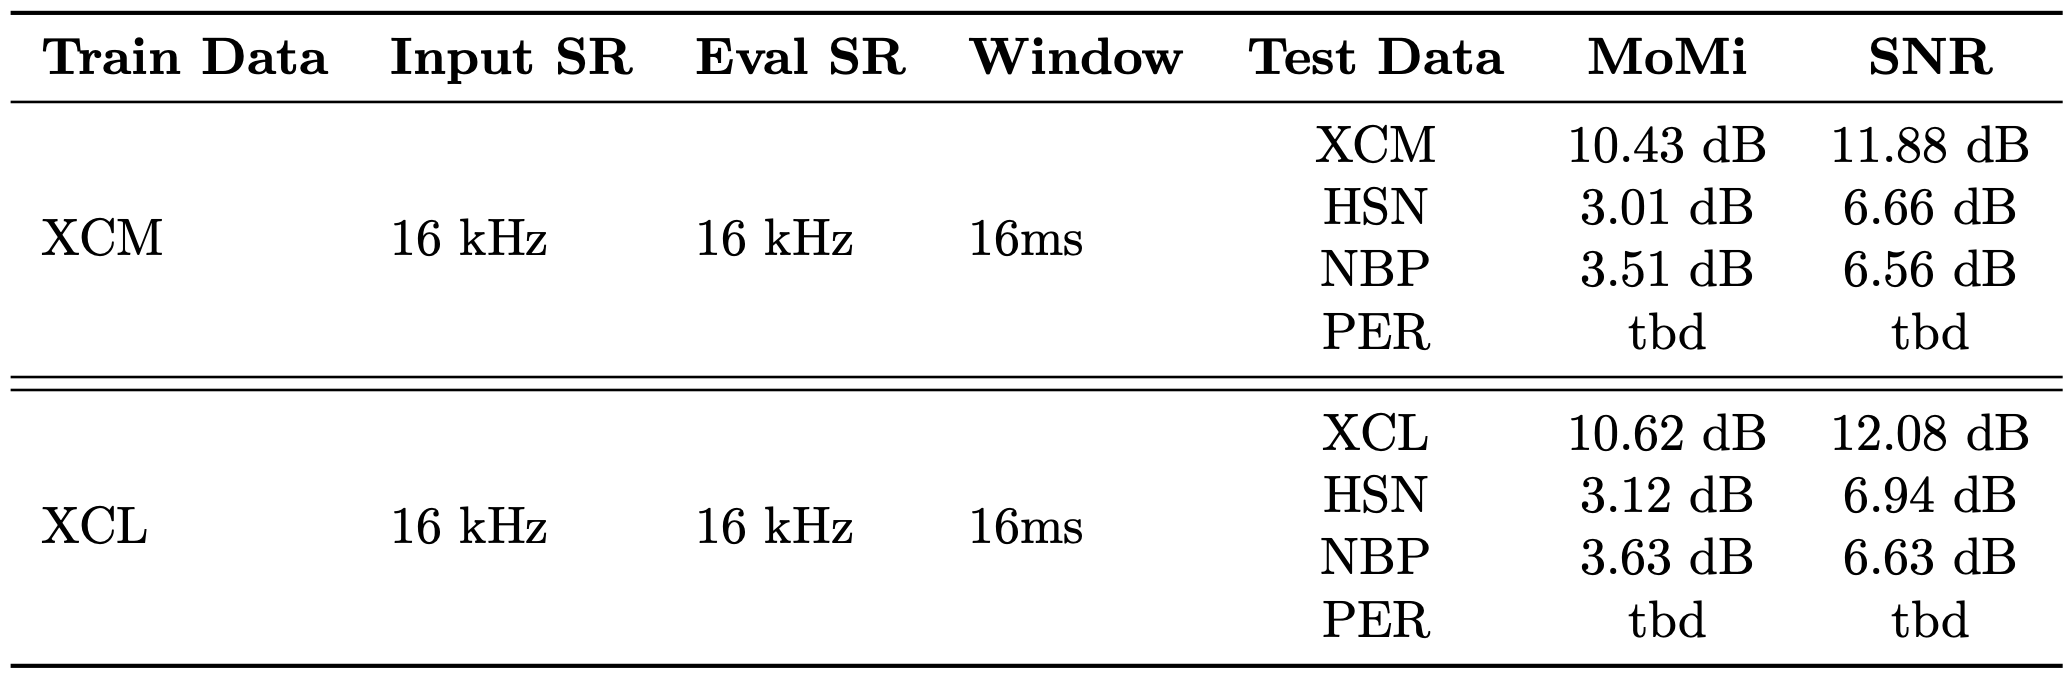 Train Data Input SR Eval SR Window Test Data MoMi SNR
XCM 16 kHz 16 kHz 16ms
XCM 10.43 dB 11.88 dB
HSN 3.01 dB 6.66 dB
NBP 3.51 dB 6.56 dB
PER tbd tbd
XCL 16 kHz 16 kHz 16ms
XCL 10.62 dB 12.08 dB
HSN 3.12 dB 6.94 dB
NBP 3.63 dB 6.63 dB
PER tbd tbd